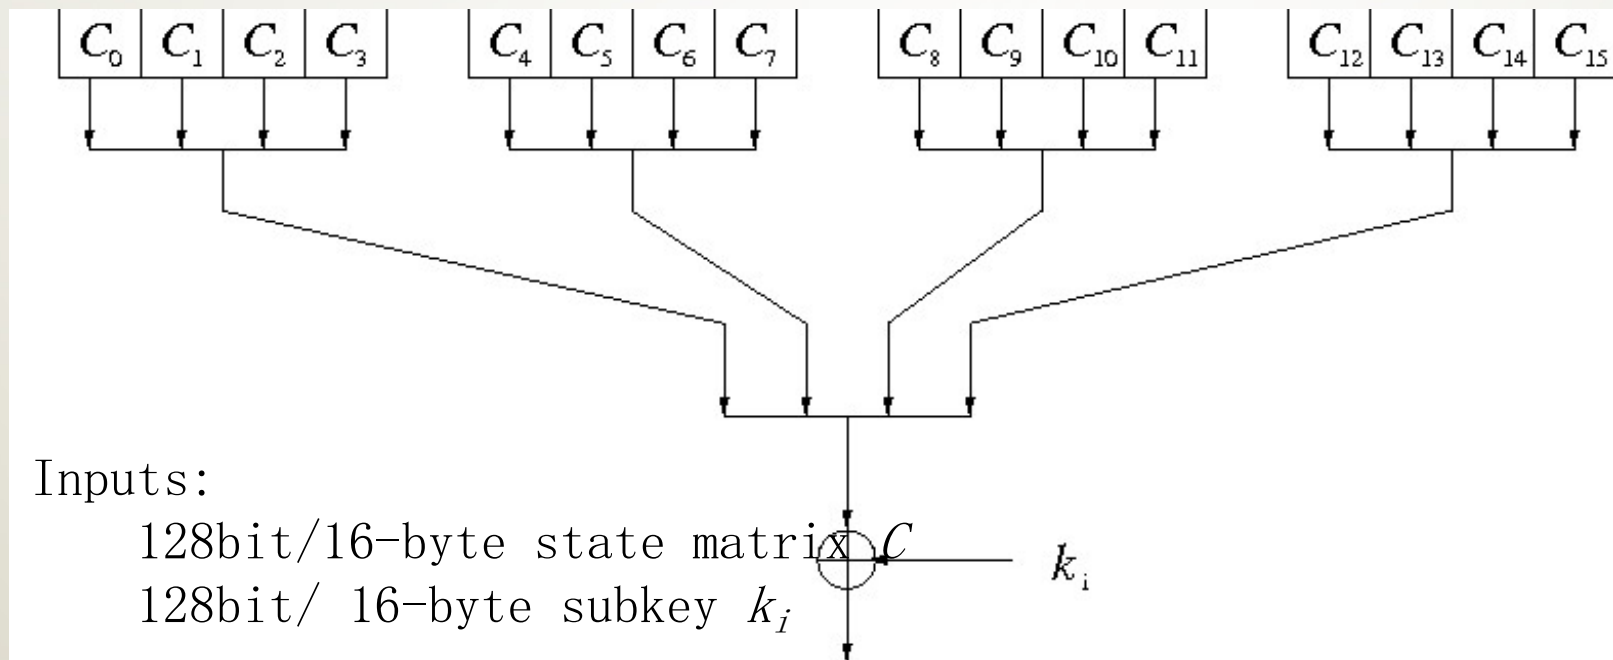 C₀ C₁ C₂ C₃ C₄ C₅ C₆ C₇ C₈ C₉ C₁₀ C₁₁ C₁₂ C₁₃ C₁₄ C₁₅
Inputs:
128bit/16-byte state matrix C
kᵢ
128bit/ 16-byte subkey kᵢ